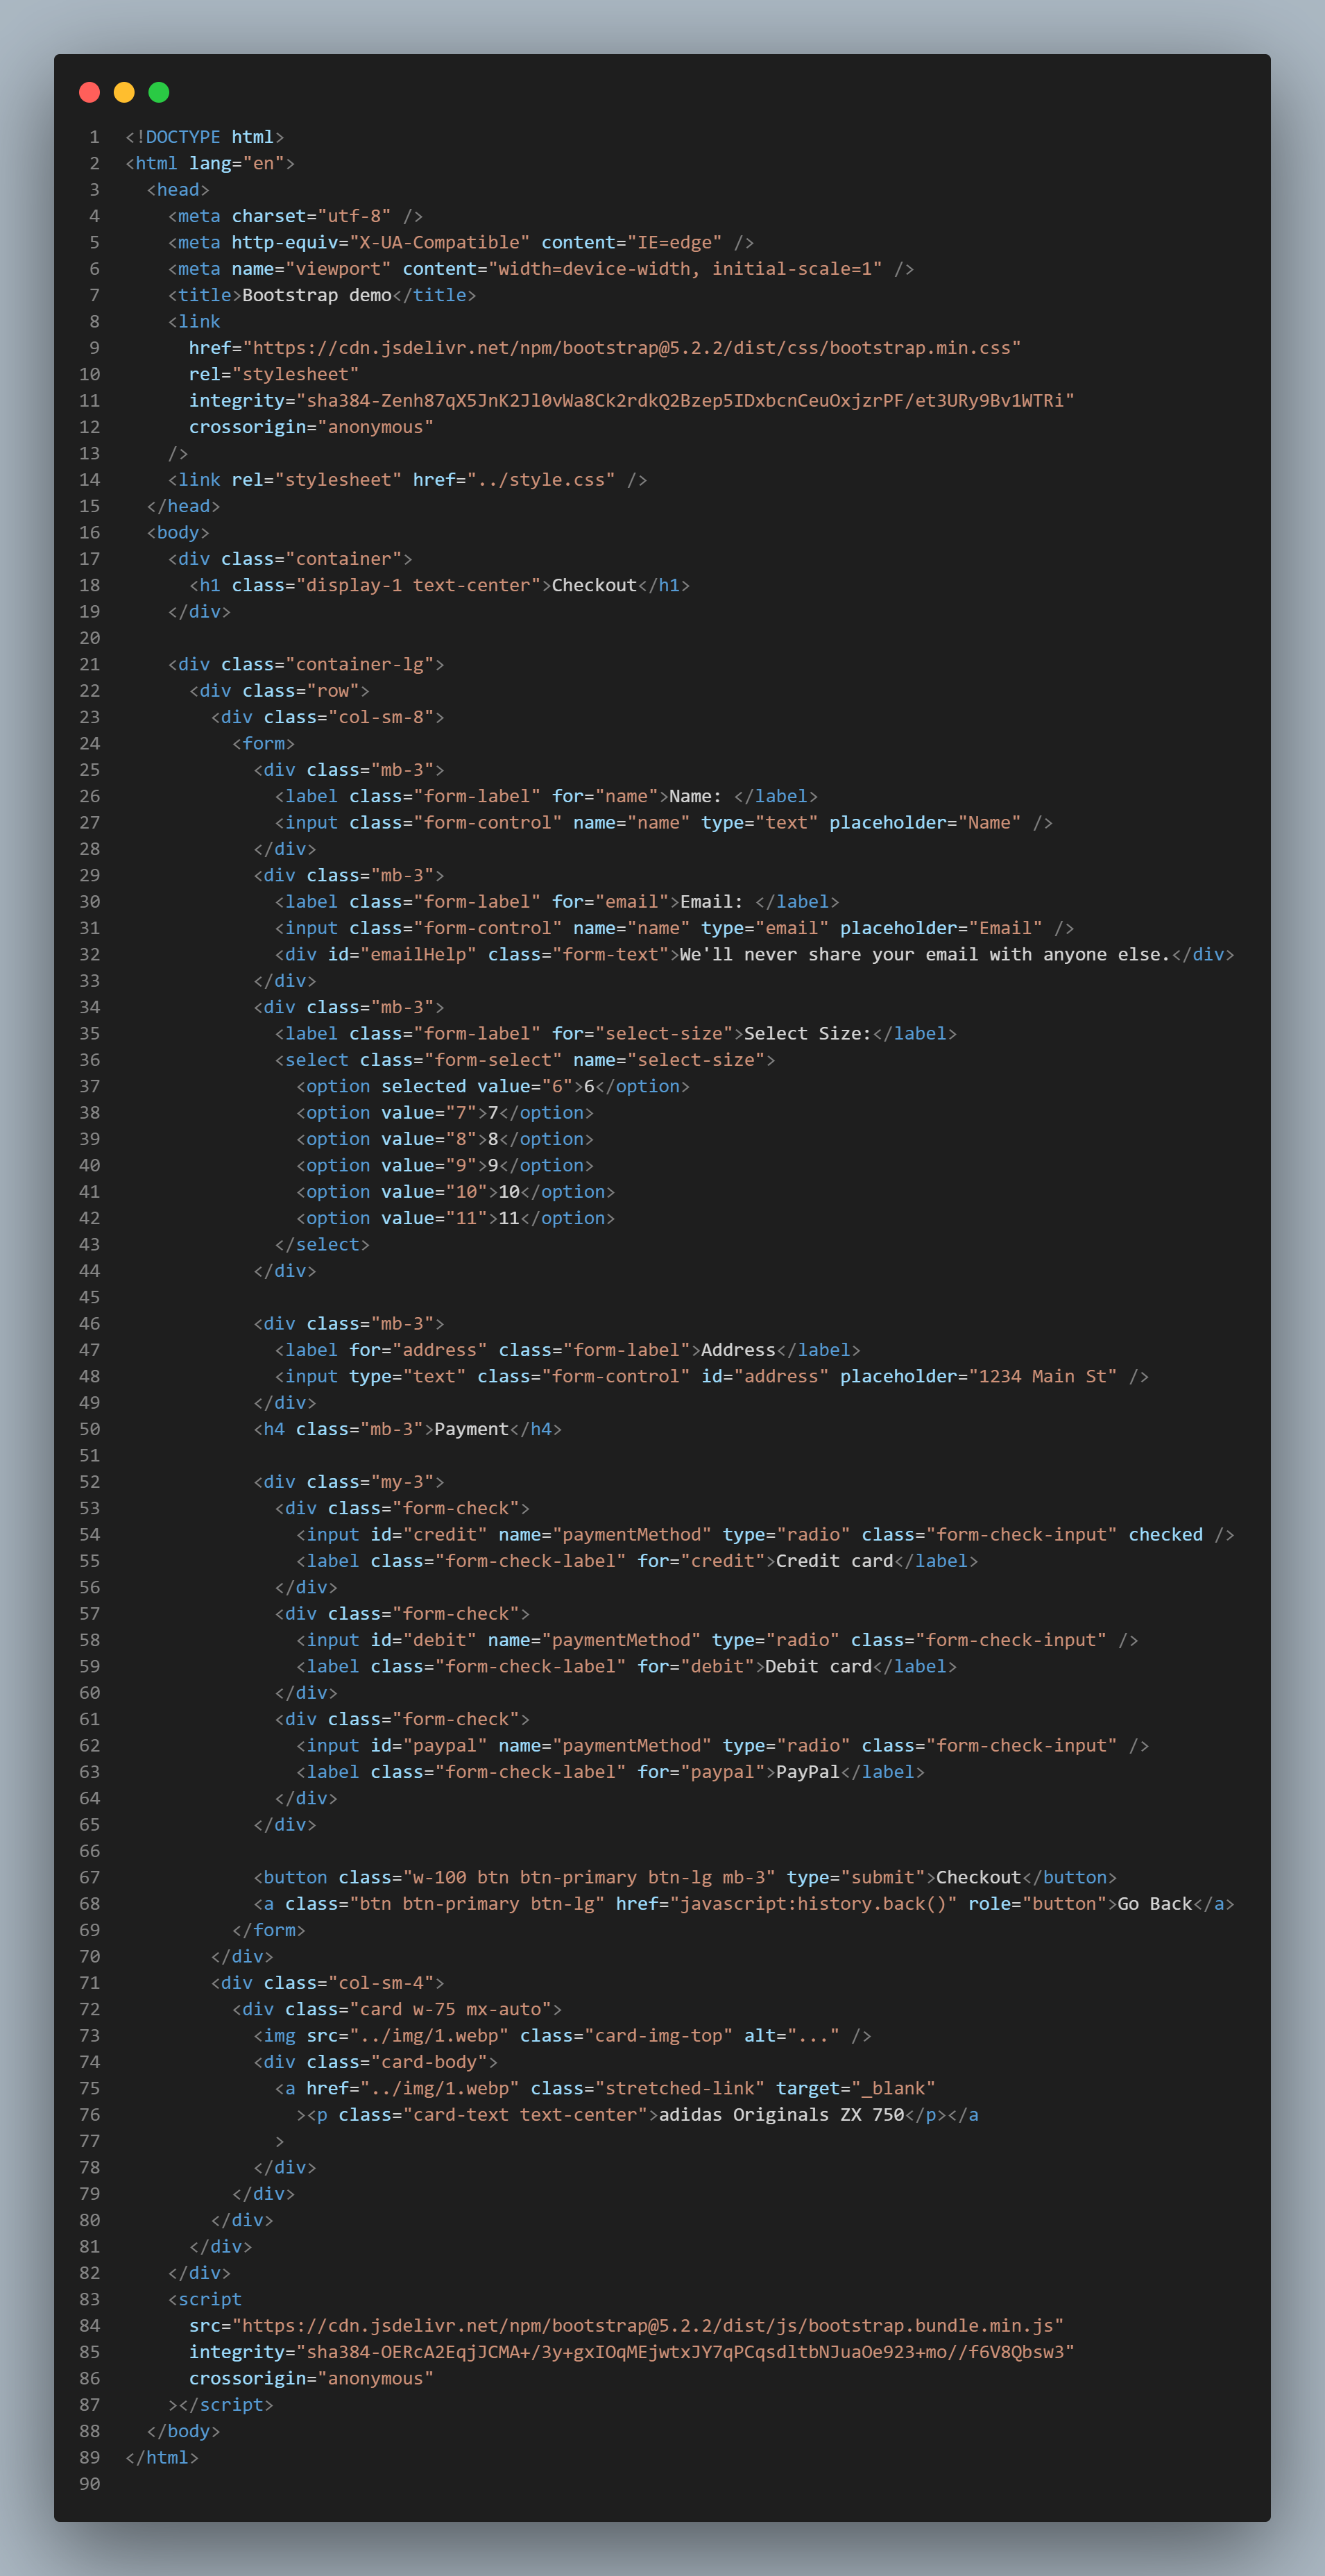 1 <!DOCTYPE html>
2 <html lang="en">
3   <head>
4     <meta charset="utf-8" />
5     <meta http-equiv="X-UA-Compatible" content="IE=edge" />
6     <meta name="viewport" content="width=device-width, initial-scale=1" />
7     <title>Bootstrap demo</title>
8     <link
9       href="https://cdn.jsdelivr.net/npm/bootstrap@5.2.2/dist/css/bootstrap.min.css"
10       rel="stylesheet"
11       integrity="sha384-Zenh87qX5JnK2Jl0vWa8Ck2rdkQ2Bzep5IDxbcnCeuOxjzrPF/et3URy9Bv1WTRi"
12       crossorigin="anonymous"
13     />
14     <link rel="stylesheet" href="../style.css" />
15   </head>
16   <body>
17     <div class="container">
18       <h1 class="display-1 text-center">Checkout</h1>
19     </div>
20
21     <div class="container-lg">
22       <div class="row">
23         <div class="col-sm-8">
24           <form>
25             <div class="mb-3">
26               <label class="form-label" for="name">Name: </label>
27               <input class="form-control" name="name" type="text" placeholder="Name" />
28             </div>
29             <div class="mb-3">
30               <label class="form-label" for="email">Email: </label>
31               <input class="form-control" name="name" type="email" placeholder="Email" />
32               <div id="emailHelp" class="form-text">We'll never share your email with anyone else.</div>
33             </div>
34             <div class="mb-3">
35               <label class="form-label" for="select-size">Select Size:</label>
36               <select class="form-select" name="select-size">
37                 <option selected value="6">6</option>
38                 <option value="7">7</option>
39                 <option value="8">8</option>
40                 <option value="9">9</option>
41                 <option value="10">10</option>
42                 <option value="11">11</option>
43               </select>
44             </div>
45
46             <div class="mb-3">
47               <label for="address" class="form-label">Address</label>
48               <input type="text" class="form-control" id="address" placeholder="1234 Main St" />
49             </div>
50             <h4 class="mb-3">Payment</h4>
51
52             <div class="my-3">
53               <div class="form-check">
54                 <input id="credit" name="paymentMethod" type="radio" class="form-check-input" checked />
55                 <label class="form-check-label" for="credit">Credit card</label>
56               </div>
57               <div class="form-check">
58                 <input id="debit" name="paymentMethod" type="radio" class="form-check-input" />
59                 <label class="form-check-label" for="debit">Debit card</label>
60               </div>
61               <div class="form-check">
62                 <input id="paypal" name="paymentMethod" type="radio" class="form-check-input" />
63                 <label class="form-check-label" for="paypal">PayPal</label>
64               </div>
65             </div>
66
67             <button class="w-100 btn btn-primary btn-lg mb-3" type="submit">Checkout</button>
68             <a class="btn btn-primary btn-lg" href="javascript:history.back()" role="button">Go Back</a>
69           </form>
70         </div>
71         <div class="col-sm-4">
72           <div class="card w-75 mx-auto">
73             <img src="../img/1.webp" class="card-img-top" alt="..." />
74             <div class="card-body">
75               <a href="../img/1.webp" class="stretched-link" target="_blank"
76                 ><p class="card-text text-center">adidas Originals ZX 750</p></a
77               >
78             </div>
79           </div>
80         </div>
81       </div>
82     </div>
83     <script
84       src="https://cdn.jsdelivr.net/npm/bootstrap@5.2.2/dist/js/bootstrap.bundle.min.js"
85       integrity="sha384-OERcA2EqjJCMA+/3y+gxIOqMEjwtxJY7qPCqsdltbNJuaOe923+mo//f6V8Qbsw3"
86       crossorigin="anonymous"
87     ></script>
88   </body>
89 </html>
90